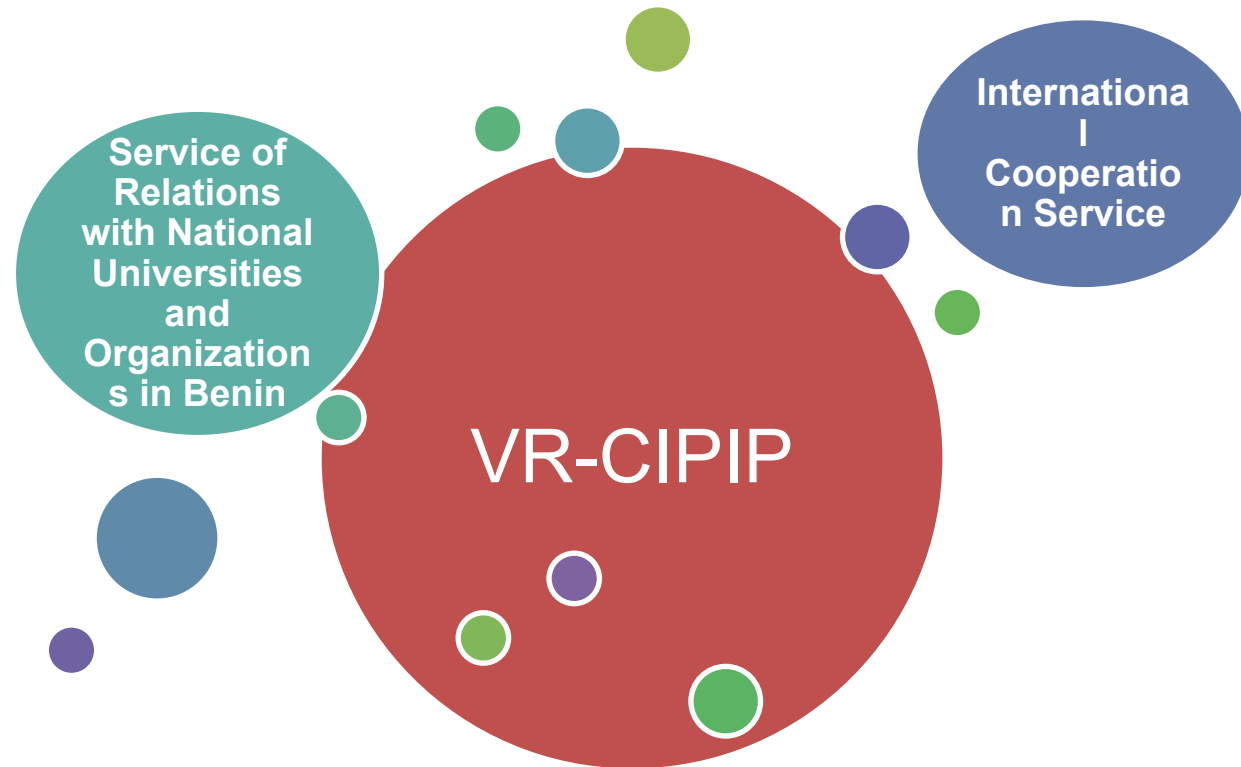 Service of
Relations
with National
Universities
and
Organization
s in Benin
Internationa
l
Cooperatio
n Service
VR-CIPIP